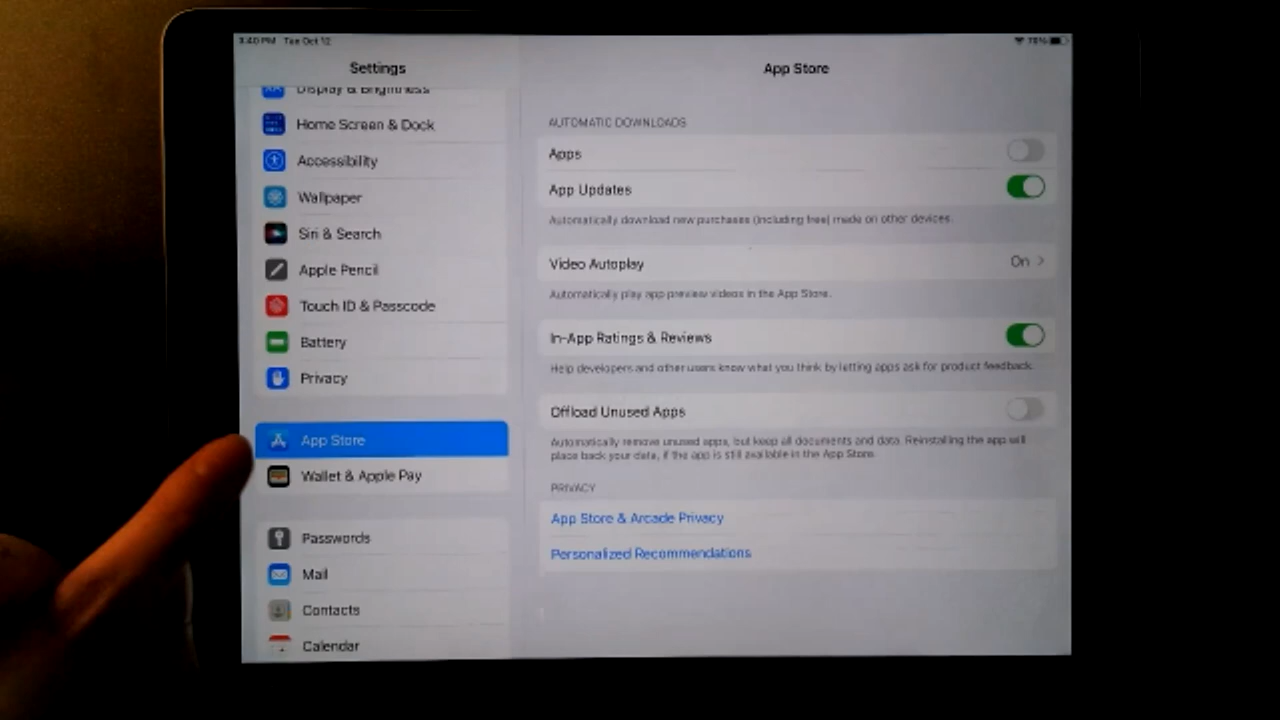 3:40 PM Tue Oct 12
78%
Settings
App Store
Display & Brightness
Home Screen & Dock
Accessibility
Wallpaper
Siri & Search
Apple Pencil
Touch ID & Passcode
Battery
Privacy
App Store
Wallet & Apple Pay
Passwords
Mail
Contacts
Calendar
AUTOMATIC DOWNLOADS
Apps
App Updates
Automatically download new purchases (including free) made on other devices.
Video Autoplay
On
Automatically play app preview videos in the App Store.
In-App Ratings & Reviews
Help developers and other users know what you think by letting apps ask for product feedback.
Offload Unused Apps
Automatically remove unused apps, but keep all documents and data. Reinstalling the app will
place back your data, if the app is still available in the App Store.
PRIVACY
App Store & Arcade Privacy
Personalized Recommendations